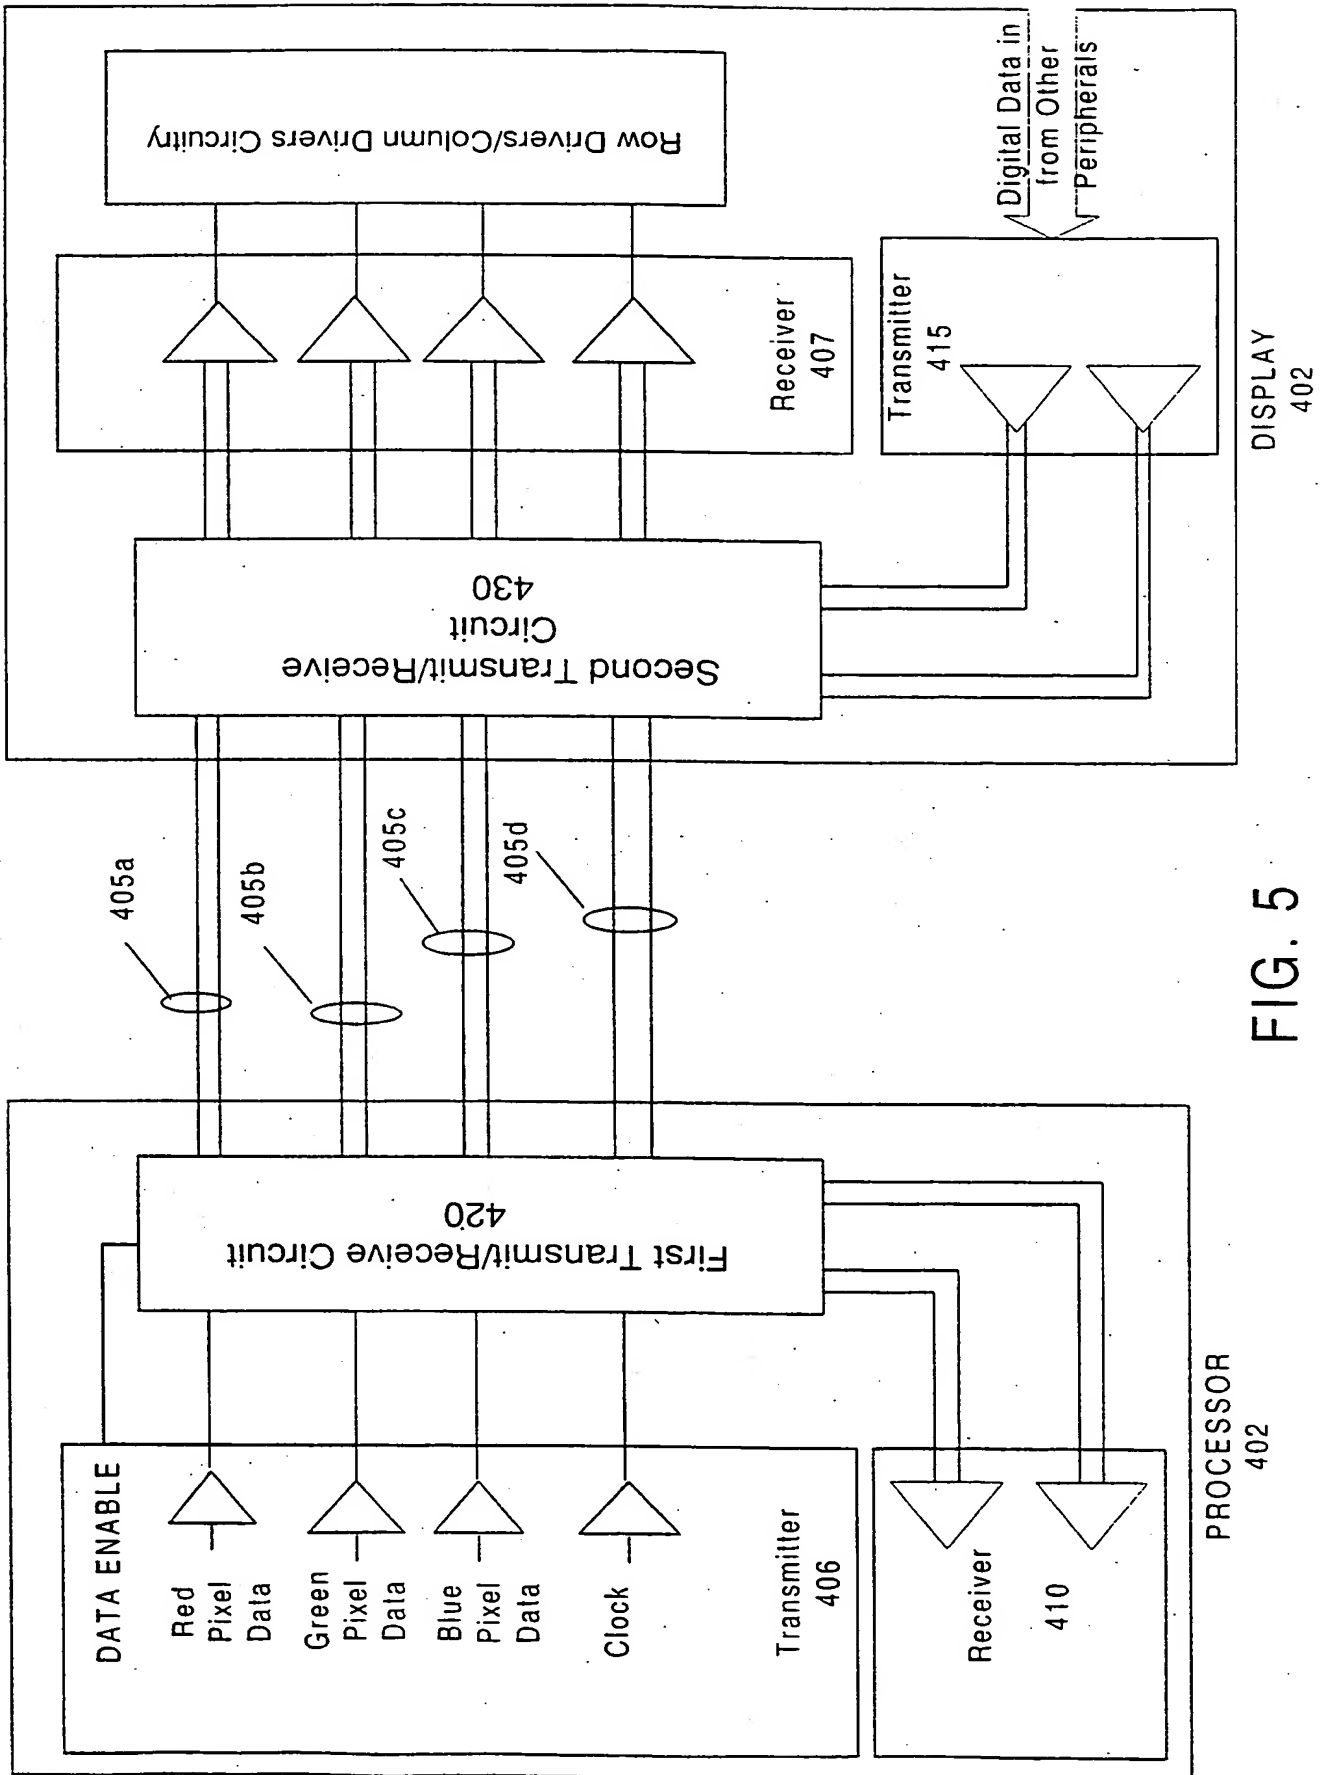 DATA ENABLE
Red
Pixel
Data
Green
Pixel
Data
Blue
Pixel
Data
Clock
Transmitter
406
Receiver
410
First Transmit/Receive Circuit
420
PROCESSOR
402
405a
405b
405c
405d
Second Transmit/Receive
Circuit
430
Receiver
407
Row Drivers/Column Drivers Circuitry
Transmitter
415
Digital Data in
from Other
Peripherals
DISPLAY
402
FIG. 5